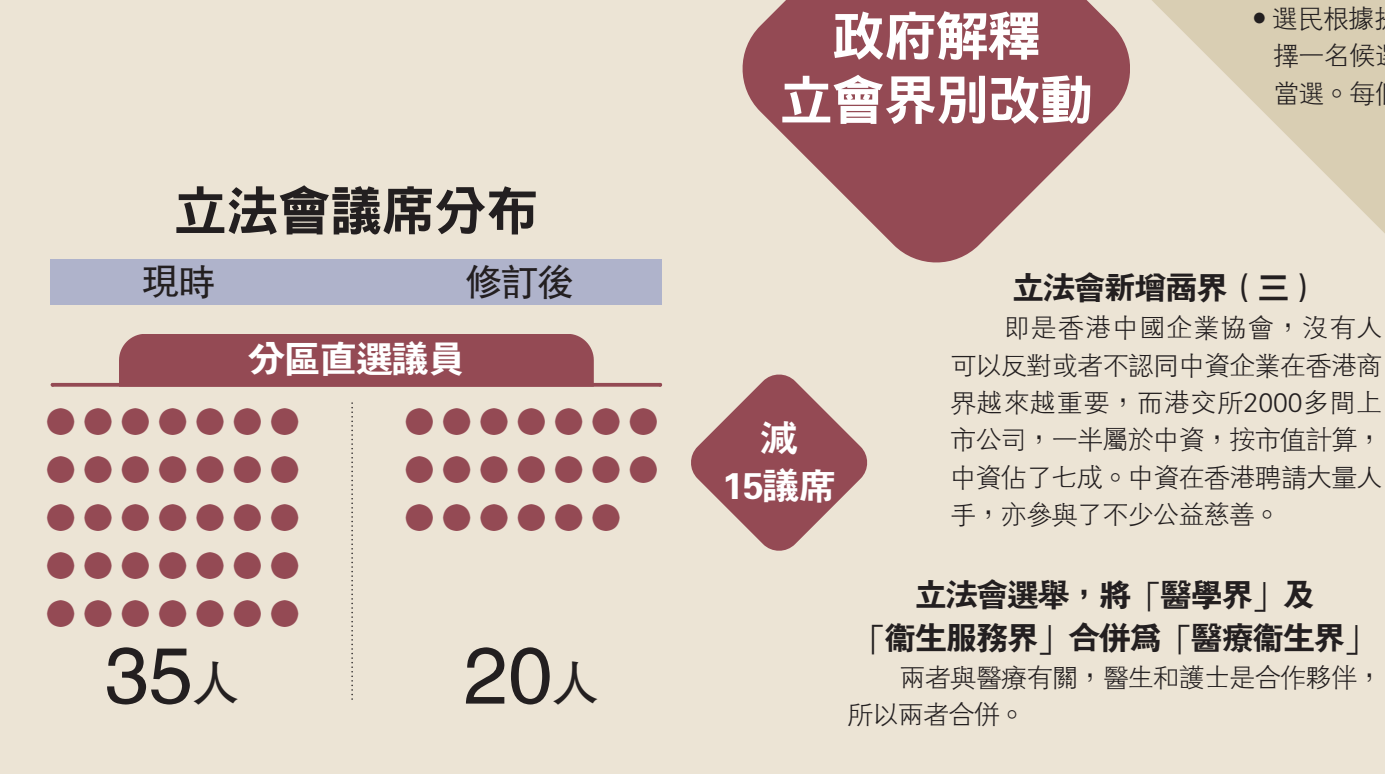 政府解釋
立會界別改動
● 選民根據
擇一名候
當選。每
立法會議席分布
現時 修訂後
分區直選議員
35人 20人
減
15議席
立法會新增商界（三）
即是香港中國企業協會，沒有人
可以反對或者不認同中資企業在香港商
界越來越重要，而港交所2000多間上
市公司，一半屬於中資，按市值計算，
中資佔了七成。中資在香港聘請大量人
手，亦參與了不少公益慈善。
立法會選舉，將「醫學界」及
「衞生服務界」合併爲「醫療衞生界」
兩者與醫療有關，醫生和護士是合作夥伴，
所以兩者合併。